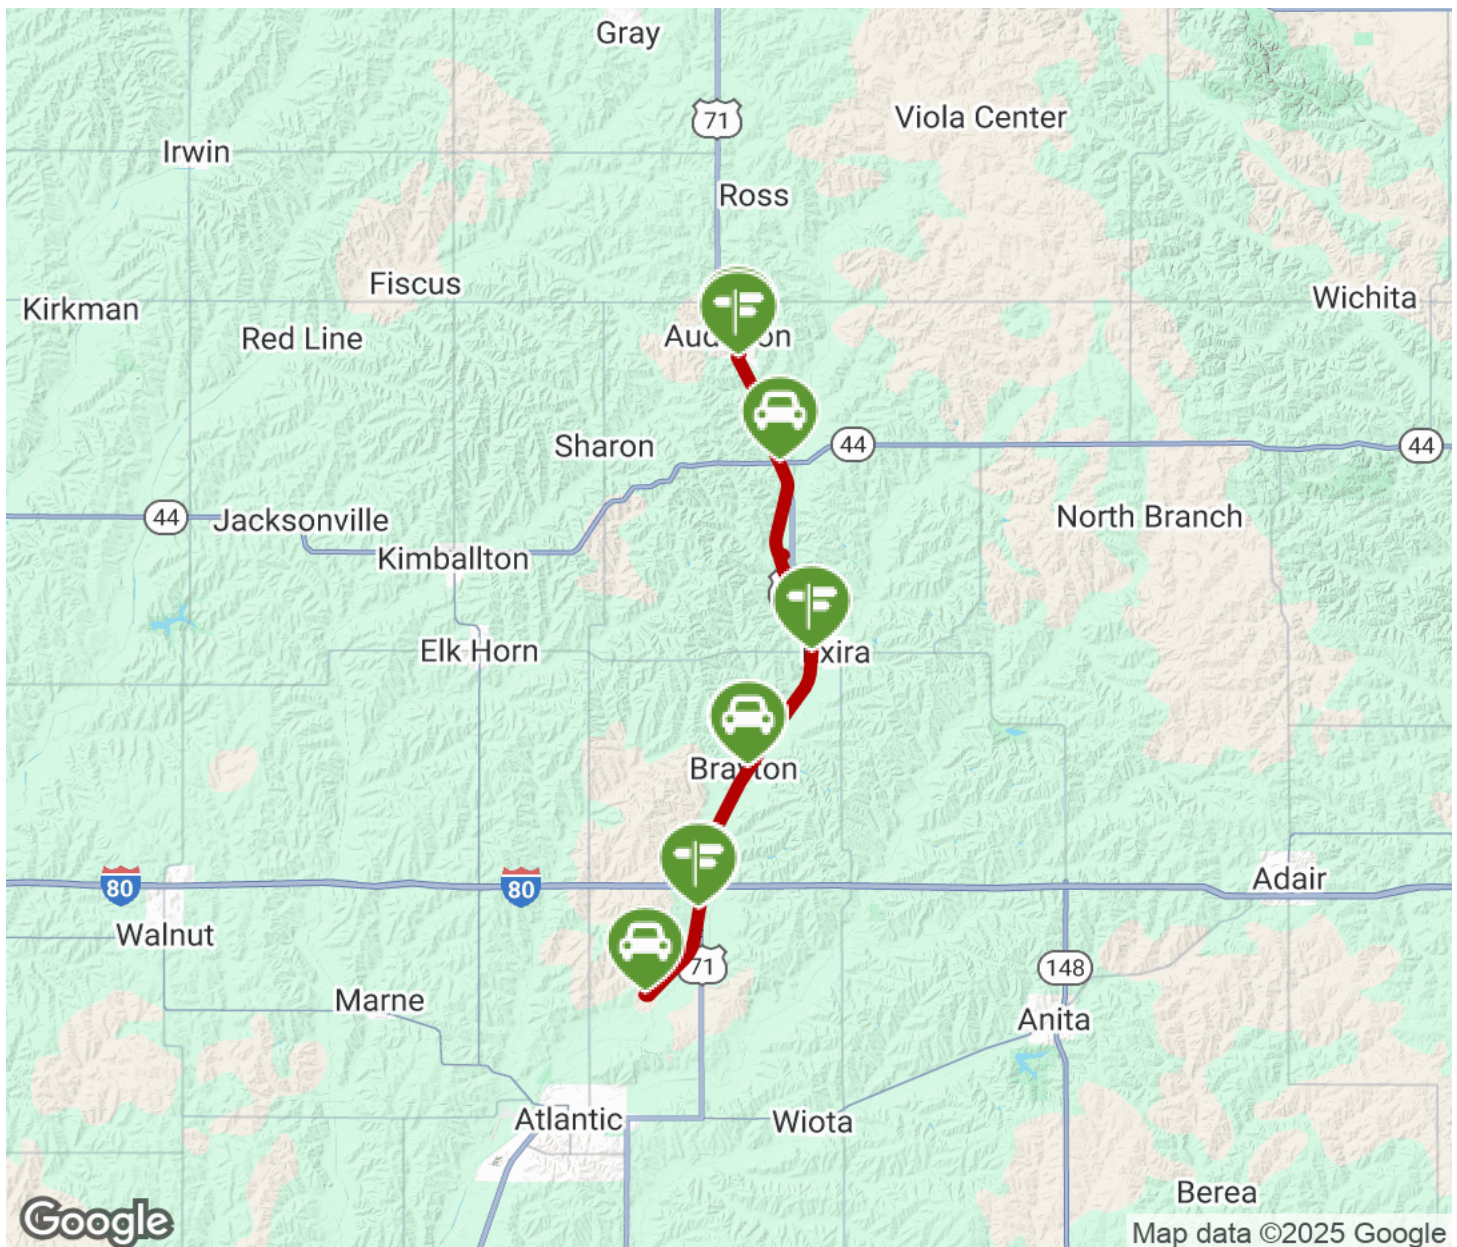 Gray
71
Viola Center
Irwin
Ross
Fiscus
Kirkman
Wichita
Red Line
Sharon
44
44
44
Jacksonville
North Branch
Kimballton
Elk Horn
xira
80
80
Adair
Walnut
71
148
Marne
Anita
Atlantic
Wiota
Berea
Google
Map data ©2025 Google